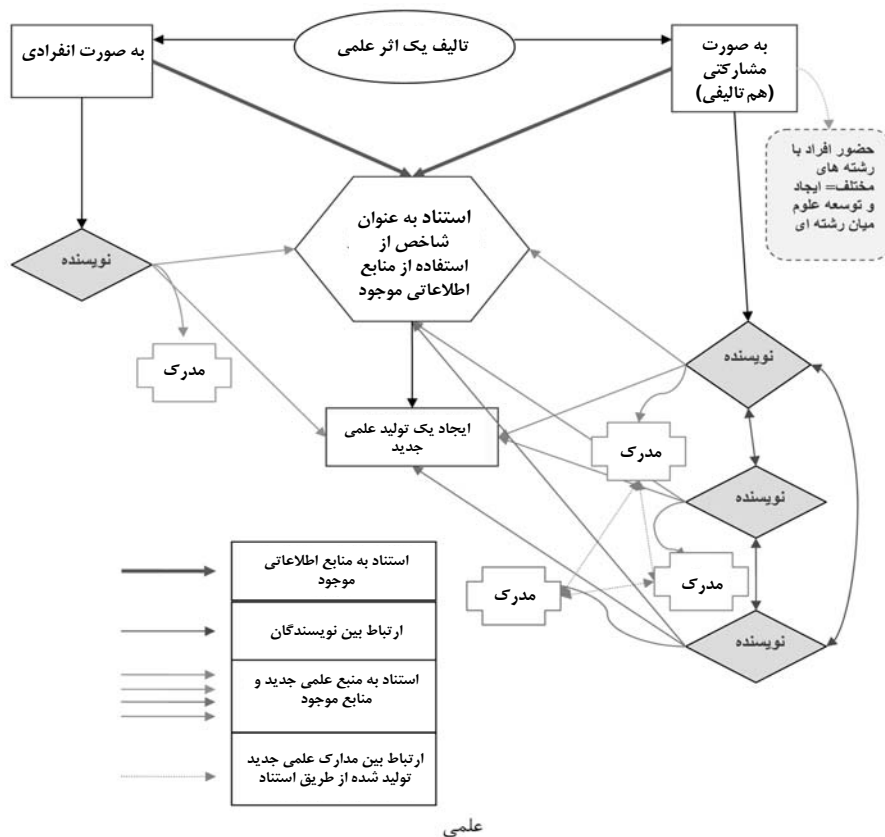 تالیف یک اثر علمی
به صورت
مشارکتی
(هم تالیفی)
به صورت انفرادی
حضور افراد با
رشته های
مختلف= ایجاد
و توسعه علوم
میان رشته ای
استناد به عنوان
شاخص از
استفاده از منابع
اطلاعاتی موجود
نویسنده
مدرک
نویسنده
ایجاد یک تولید علمی
جدید
مدرک
نویسنده
مدرک
مدرک
نویسنده
استناد به منابع اطلاعاتی
موجود
ارتباط بین نویسندگان
استناد به منبع علمی جدید و
منابع موجود
ارتباط بین مدارک علمی جدید
تولید شده از طریق استناد
علمی